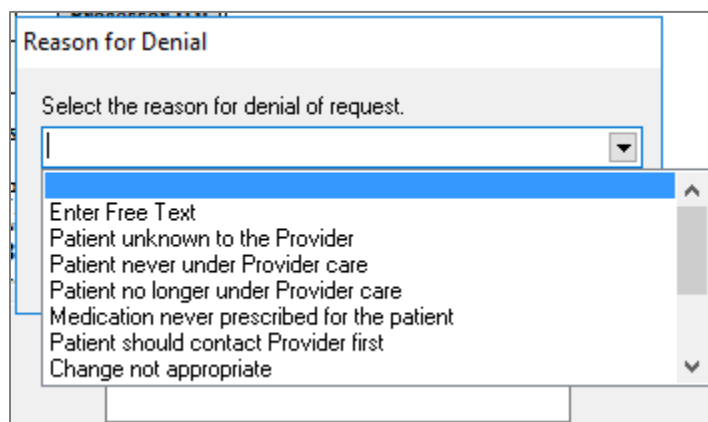 Reason for Denial
Select the reason for denial of request.
Enter Free Text
Patient unknown to the Provider
Patient never under Provider care
Patient no longer under Provider care
Medication never prescribed for the patient
Patient should contact Provider first
Change not appropriate